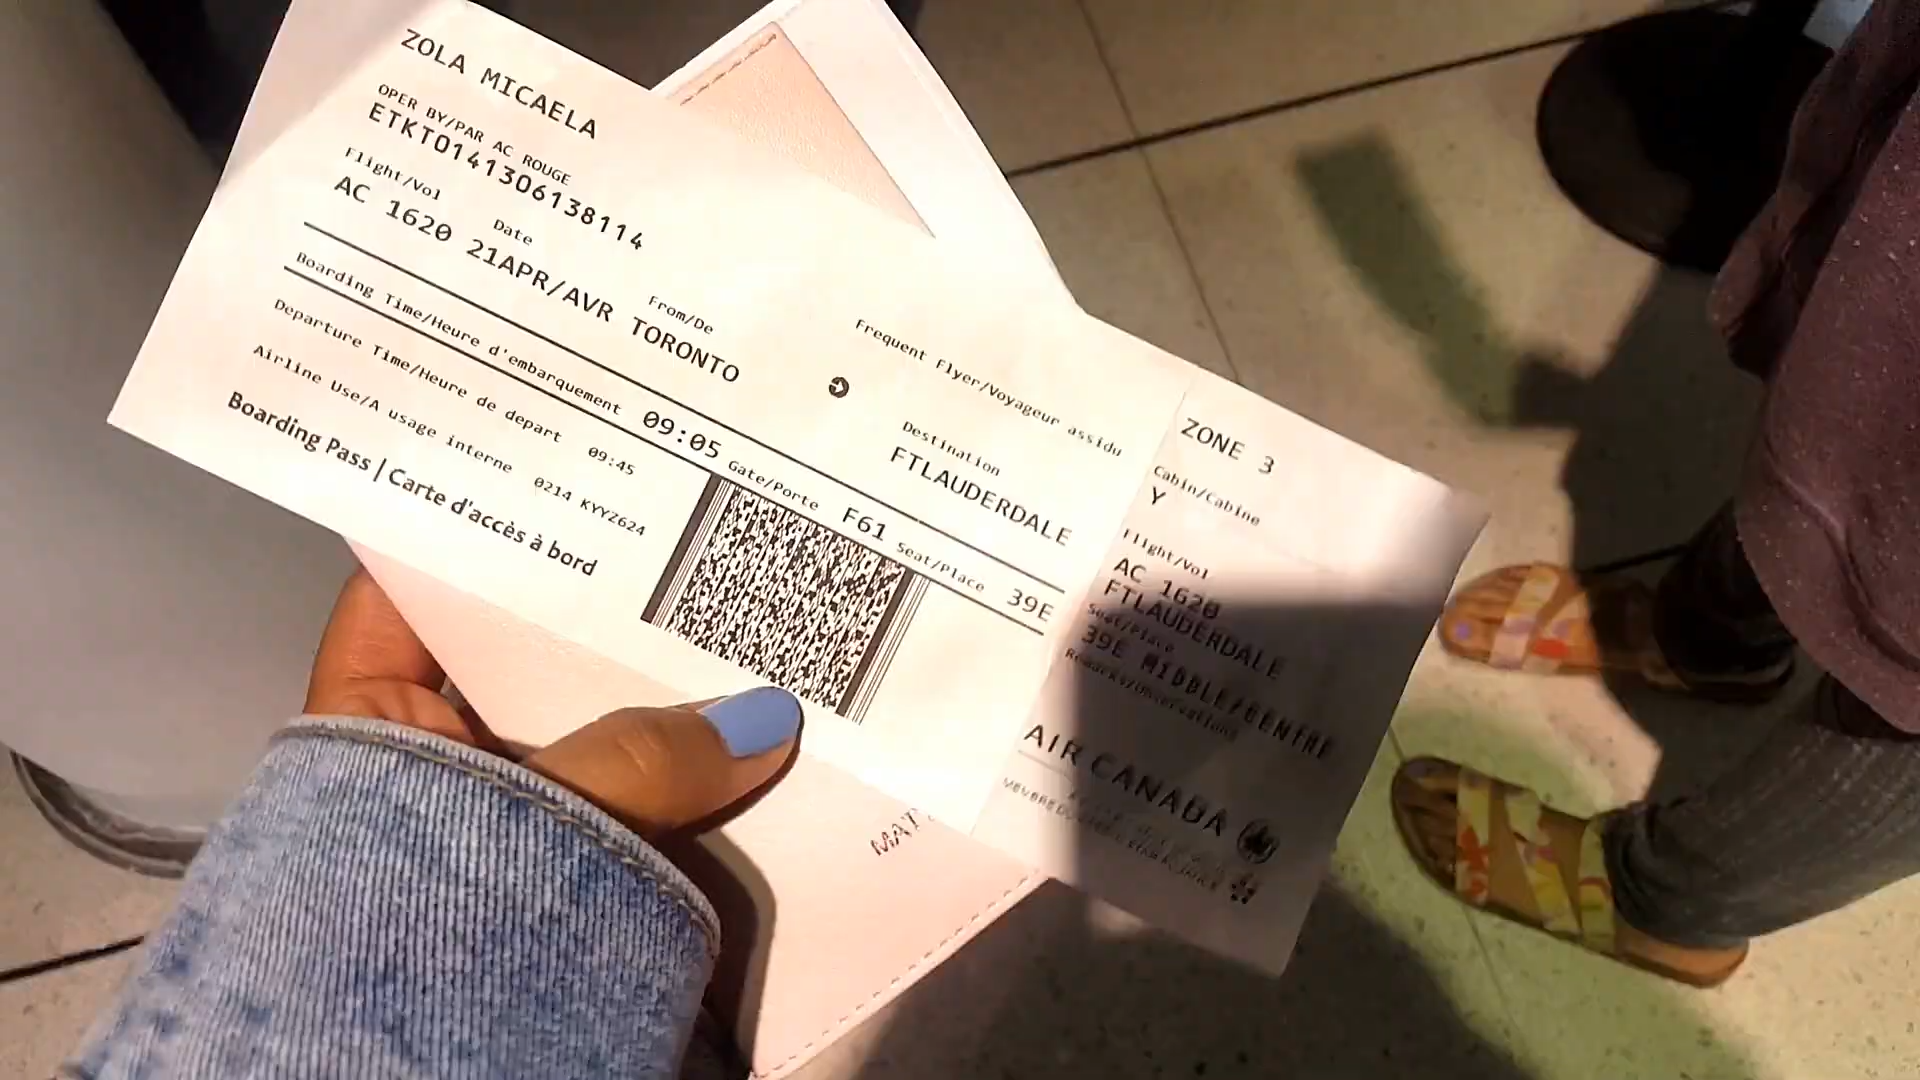 ZOLA MICAELA
OPER BY/PAR AC ROUGE
ETKT0141306138114
Flight/Vol Date From/De
AC 1620 21APR/AVR TORONTO
Frequent Flyer/Voyageur assidu
Destination
FTLAUDERDALE
Boarding Time/Heure d'embarquement 09:05 Gate/Porte F61 Seat/Place 39E
Departure Time/Heure de depart 09:45
Airline Use/A usage interne 0214 KYYZ624
Boarding Pass | Carte d'accès à bord
ZONE 3
Cabin/Cabine
Y
Flight/Vol
AC 1620
FTLAUDERDALE
Seat/Place
39E MIDDLE/CENTRE
Remarks/Observations
AIR CANADA